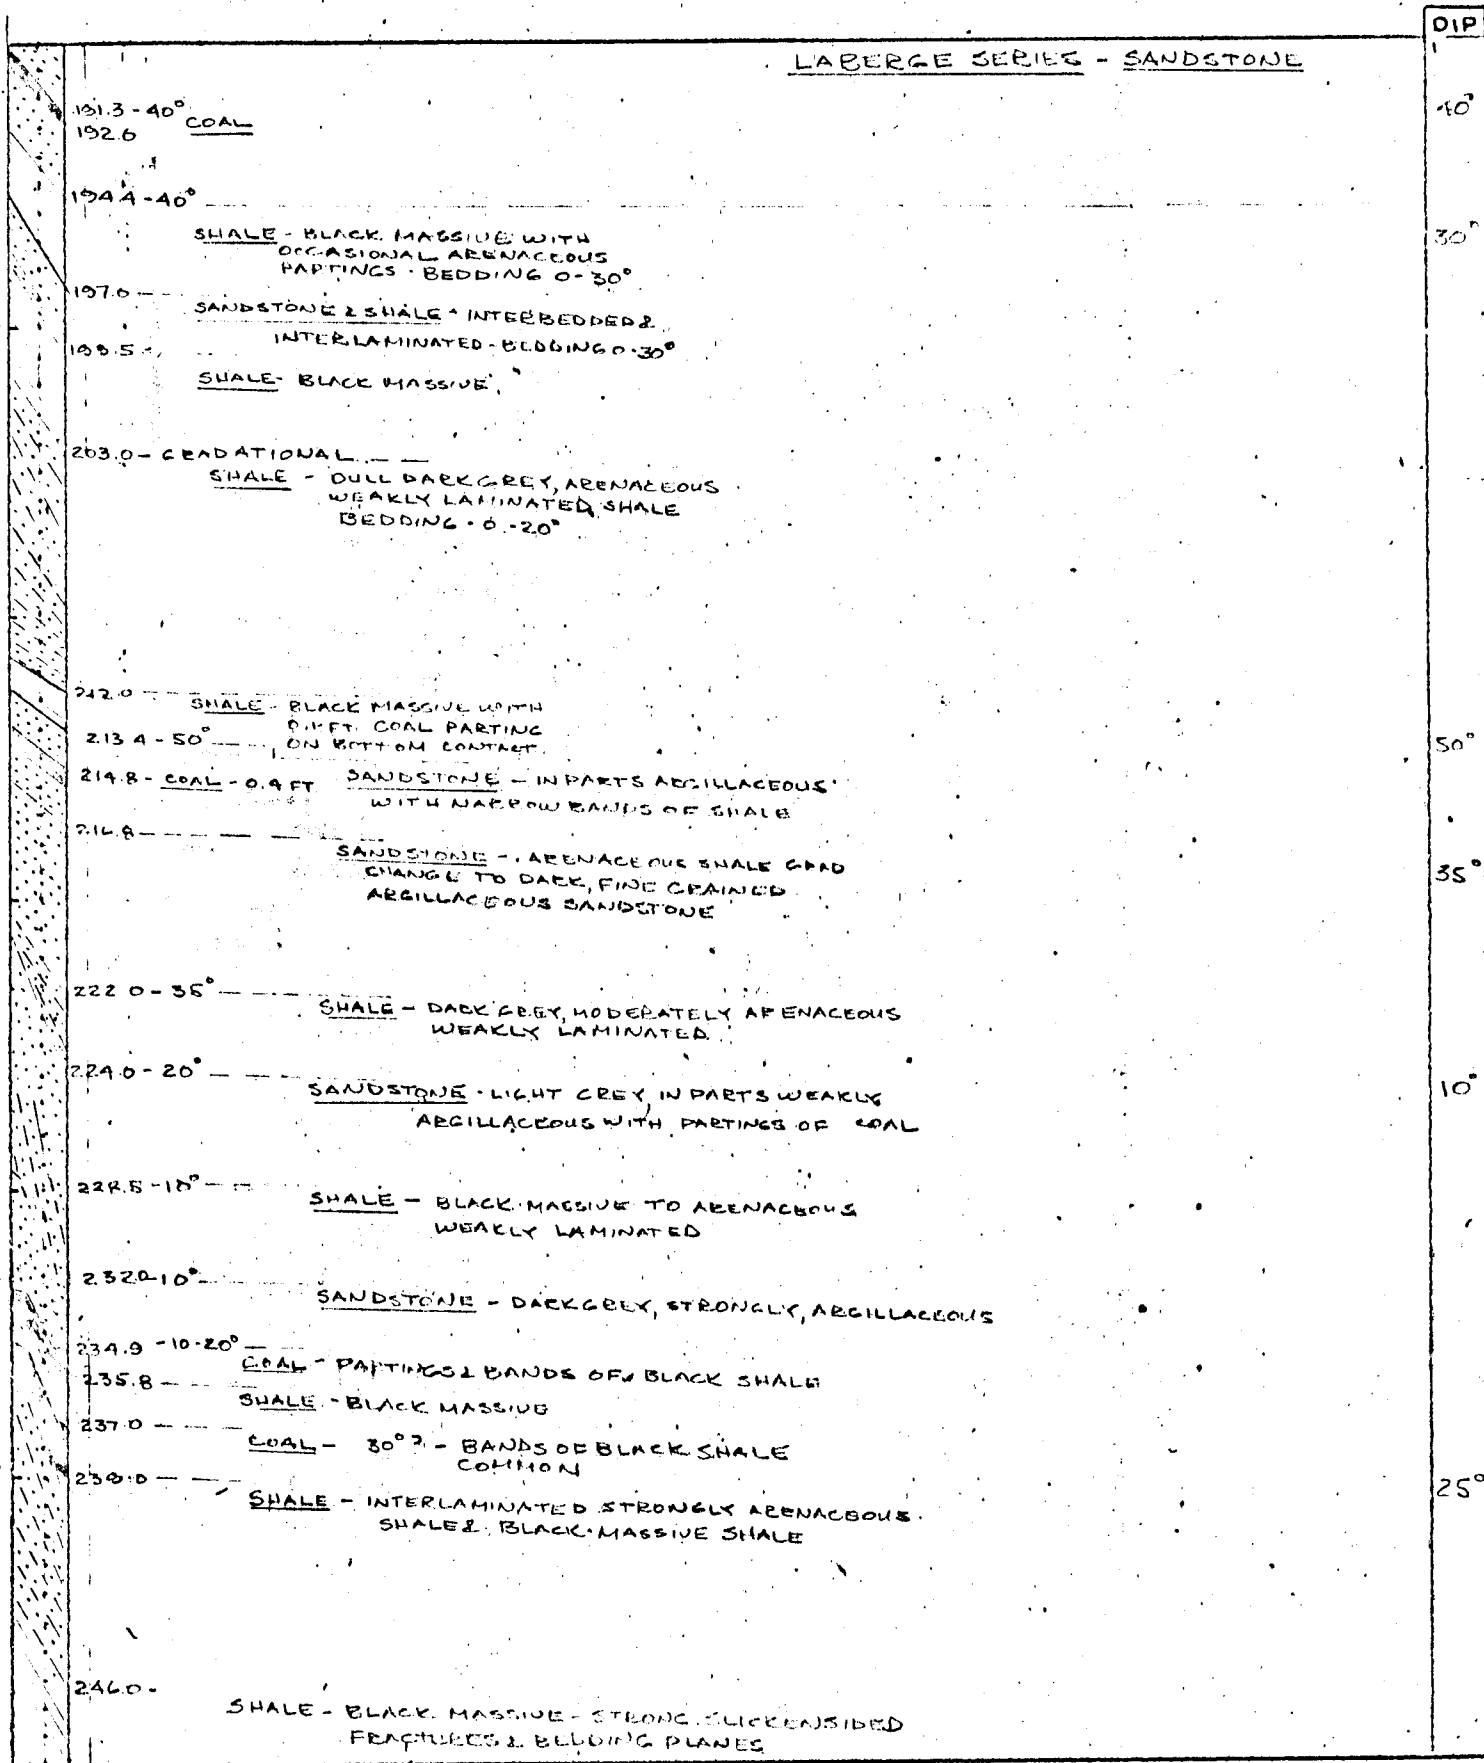 DIP
LABERGE SERIES - SANDSTONE
191.3 - 40°
COAL
40°
192.6
194.4 - 40°
SHALE - BLACK MASSIVE WITH
30°
OCCASIONAL ARENACEOUS
PARTINGS - BEDDING 0-30°
197.6
SANDSTONE & SHALE - INTERBEDDED &
INTERLAMINATED - BEDDING 0-30°
SHALE - BLACK MASSIVE
203.0 - GRADATIONAL
SHALE - DULL DARK GREY, ARENACEOUS
WEAKLY LAMINATED SHALE
BEDDING - 0 - 20°
212.0
SHALE - BLACK MASSIVE WITH
0.1 FT. COAL PARTING
213.4 - 50°
ON BOTTOM CONTACT
50°
214.8 - COAL - 0.4 FT SANDSTONE - IN PARTS ARGILLACEOUS
WITH NARROW BANDS OF SHALE
216.8
SANDSTONE - ARENACEOUS SHALE GRAD
CHANGE TO DARK, FINE GRAINED
35°
ARGILLACEOUS SANDSTONE
222.0 - 35°
SHALE - DARK GREY, MODERATELY ARENACEOUS
WEAKLY LAMINATED
224.0 - 20°
SANDSTONE - LIGHT GREY, IN PARTS WEAKLY
10°
ARGILLACEOUS WITH PARTINGS OF COAL
228.5 - 10°
SHALE - BLACK MASSIVE TO ARENACEOUS
WEAKLY LAMINATED
232.0 - 10°
SANDSTONE - DARK GREY, STRONGLY, ARGILLACEOUS
234.9 - 10-20°
COAL - PARTINGS & BANDS OF BLACK SHALE
235.8
SHALE - BLACK MASSIVE
237.0
COAL - 30°? - BANDS OF BLACK SHALE
COMMON
SHALE - INTERLAMINATED STRONGLY ARENACEOUS
25°
SHALE & BLACK MASSIVE SHALE
246.0 -
SHALE - BLACK MASSIVE - STRONG SLICKENSIDED
FRACTURES & BEDDING PLANES